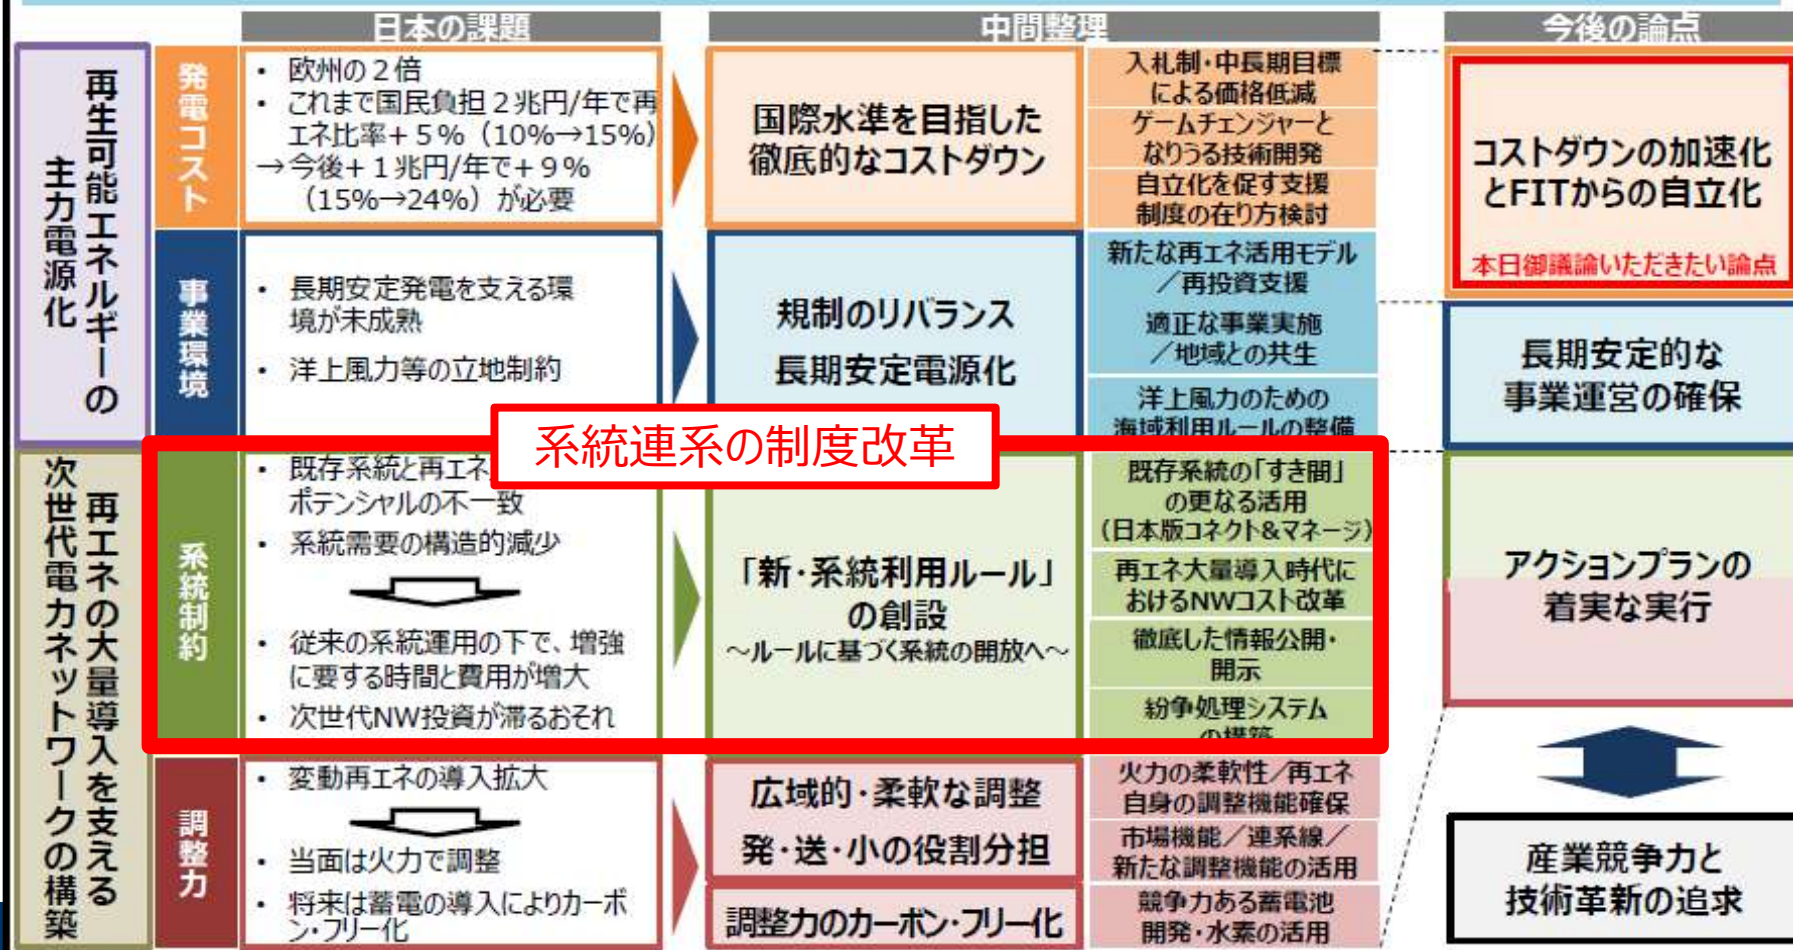 日本の課題
中間整理
今後の論点
再生可能エネルギーの
主力電源化
発電コスト
・ 欧州の2倍
・ これまで国民負担2兆円/年で再
エネ比率+5%（10%→15%）
→今後+1兆円/年で+9%
（15%→24%）が必要
国際水準を目指した
徹底的なコストダウン
入札制・中長期目標
による価格低減
ゲームチェンジャーと
なりうる技術開発
自立化を促す支援
制度の在り方検討
コストダウンの加速化
とFITからの自立化
本日御議論いただきたい論点
事業環境
・ 長期安定発電を支える環
境が未成熟
・ 洋上風力等の立地制約
規制のリバランス
長期安定電源化
新たな再エネ活用モデル
／再投資支援
適正な事業実施
／地域との共生
洋上風力のための
海域利用ルールの整備
長期安定的な
事業運営の確保
系統連系の制度改革
再エネの大量導入を支える
次世代電力ネットワークの構築
系統制約
・ 既存系統と再エネ
ポテンシャルの不一致
・ 系統需要の構造的減少
・ 従来の系統運用の下で、増強
に要する時間と費用が増大
・ 次世代NW投資が滞るおそれ
「新・系統利用ルール」
の創設
～ルールに基づく系統の開放へ～
既存系統の「すき間」
の更なる活用
（日本版コネクト&マネージ）
再エネ大量導入時代に
おけるNWコスト改革
徹底した情報公開・
開示
紛争処理システム
の構築
アクションプランの
着実な実行
調整力
・ 変動再エネの導入拡大
・ 当面は火力で調整
・ 将来は蓄電の導入によりカーボ
ン・フリー化
広域的・柔軟な調整
発・送・小の役割分担
調整力のカーボン・フリー化
火力の柔軟性／再エネ
自身の調整機能確保
市場機能／連系線／
新たな調整機能の活用
競争力ある蓄電池
開発・水素の活用
産業競争力と
技術革新の追求